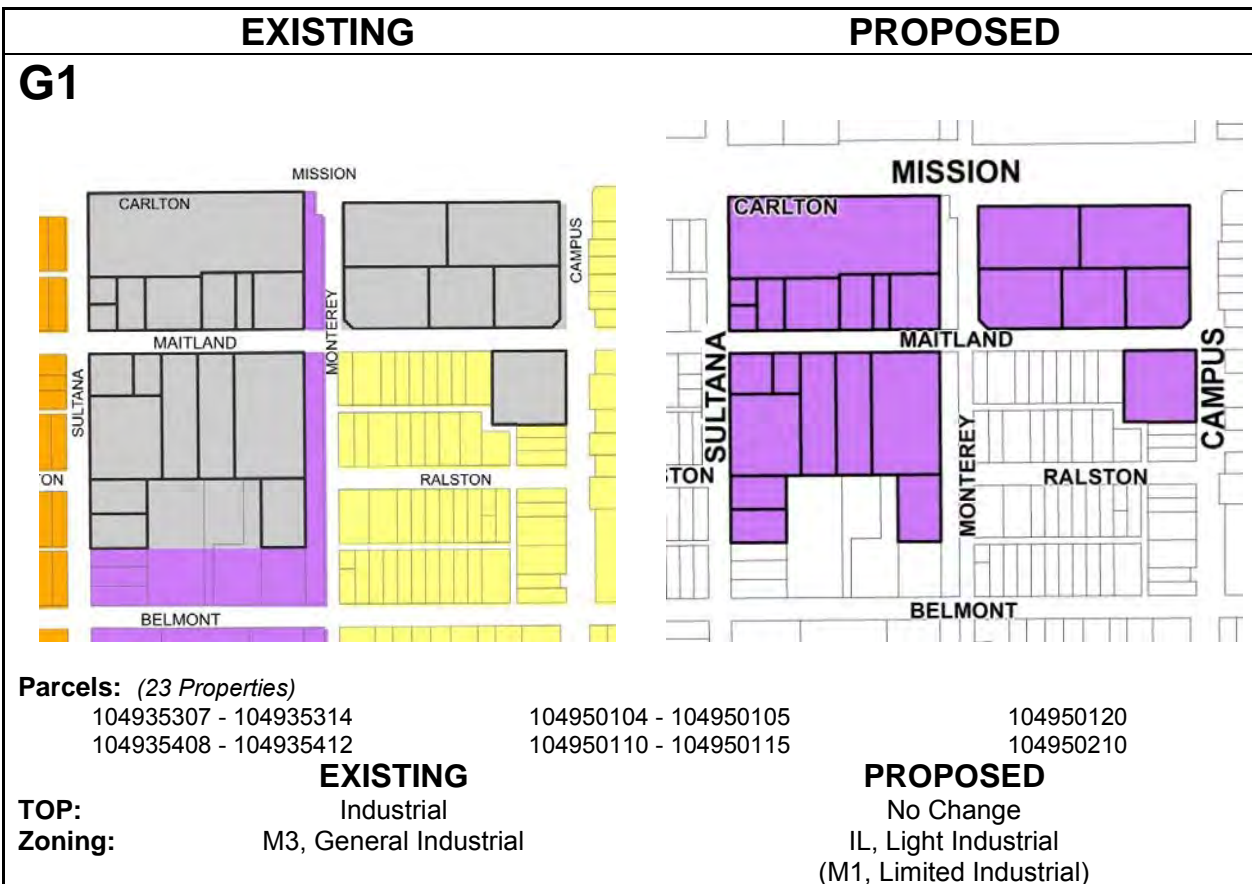 EXISTING PROPOSED
G1
MISSION
CARLTON
CAMPUS
MONTEREY
MAITLAND
SULTANA
ON
RALSTON
BELMONT
MISSION
CARLTON
MAITLAND
SULTANA
CAMPUS
MONTEREY
STON
RALSTON
BELMONT
Parcels: (23 Properties)
104935307 - 104935314 104950104 - 104950105 104950120
104935408 - 104935412 104950110 - 104950115 104950210
EXISTING PROPOSED
TOP: Industrial No Change
Zoning: M3, General Industrial IL, Light Industrial
(M1, Limited Industrial)